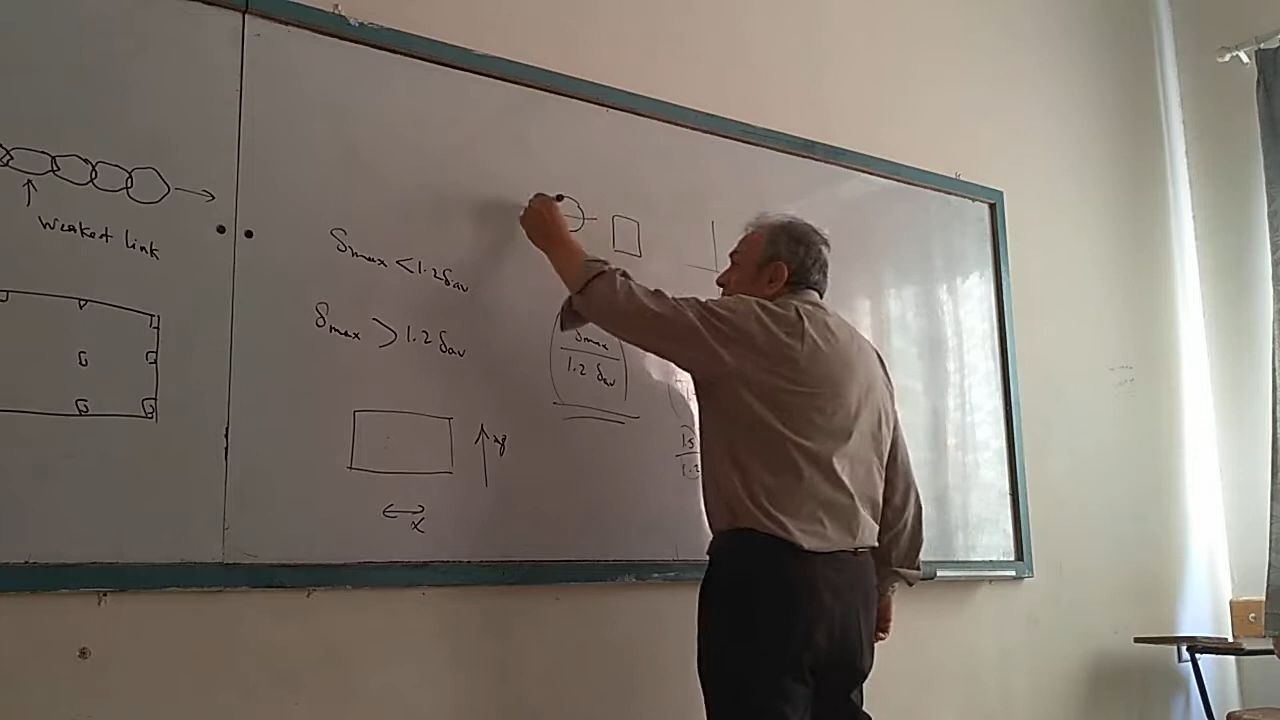 weakest link
δmax < 1.2 δav
δmax > 1.2 δav
δmax
1.2 δav
x